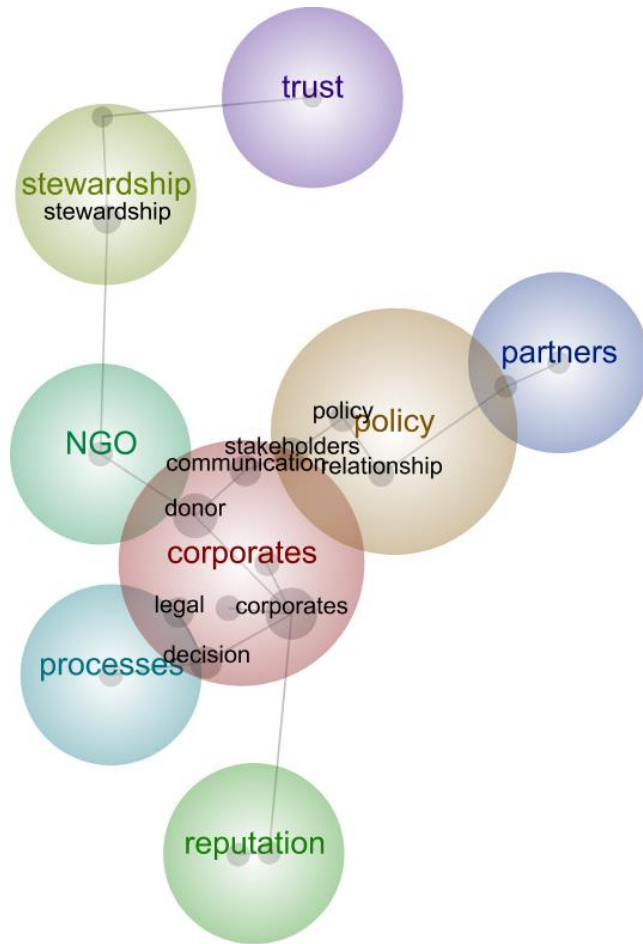 trust
stewardship
stewardship
partners
policy
policy
NGO
stakeholders
communication
relationship
donor
corporates
legal
corporates
decision
processes
reputation